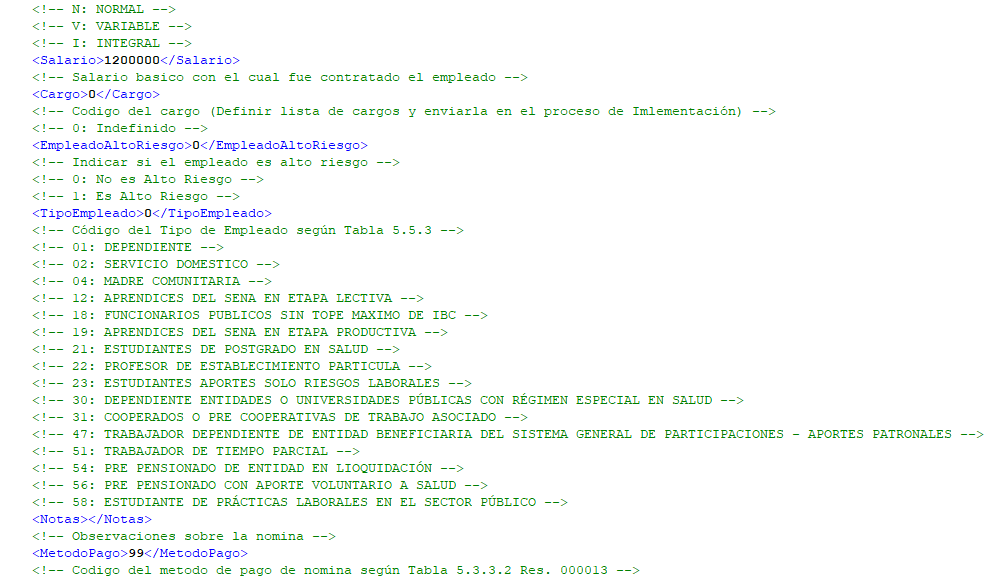 <!-- N: NORMAL -->
<!-- V: VARIABLE -->
<!-- I: INTEGRAL -->
<Salario>1200000</Salario>
<!-- Salario basico con el cual fue contratado el empleado -->
<Cargo>0</Cargo>
<!-- Codigo del cargo (Definir lista de cargos y enviarla en el proceso de Imlementación) -->
<!-- 0: Indefinido -->
<EmpleadoAltoRiesgo>0</EmpleadoAltoRiesgo>
<!-- Indicar si el empleado es alto riesgo -->
<!-- 0: No es Alto Riesgo -->
<!-- 1: Es Alto Riesgo -->
<TipoEmpleado>0</TipoEmpleado>
<!-- Código del Tipo de Empleado según Tabla 5.5.3 -->
<!-- 01: DEPENDIENTE -->
<!-- 02: SERVICIO DOMESTICO -->
<!-- 04: MADRE COMUNITARIA -->
<!-- 12: APRENDICES DEL SENA EN ETAPA LECTIVA -->
<!-- 18: FUNCIONARIOS PUBLICOS SIN TOPE MAXIMO DE IBC -->
<!-- 19: APRENDICES DEL SENA EN ETAPA PRODUCTIVA -->
<!-- 21: ESTUDIANTES DE POSTGRADO EN SALUD -->
<!-- 22: PROFESOR DE ESTABLECIMIENTO PARTICULA -->
<!-- 23: ESTUDIANTES APORTES SOLO RIESGOS LABORALES -->
<!-- 30: DEPENDIENTE ENTIDADES O UNIVERSIDADES PÚBLICAS CON RÉGIMEN ESPECIAL EN SALUD -->
<!-- 31: COOPERADOS O PRE COOPERATIVAS DE TRABAJO ASOCIADO -->
<!-- 47: TRABAJADOR DEPENDIENTE DE ENTIDAD BENEFICIARIA DEL SISTEMA GENERAL DE PARTICIPACIONES - APORTES PATRONALES -->
<!-- 51: TRABAJADOR DE TIEMPO PARCIAL -->
<!-- 54: PRE PENSIONADO DE ENTIDAD EN LIOQUIDACIÓN -->
<!-- 56: PRE PENSIONADO CON APORTE VOLUNTARIO A SALUD -->
<!-- 58: ESTUDIANTE DE PRÁCTICAS LABORALES EN EL SECTOR PÚBLICO -->
<Notas></Notas>
<!-- Observaciones sobre la nomina -->
<MetodoPago>99</MetodoPago>
<!-- Codigo del metodo de pago de nomina según Tabla 5.3.3.2 Res. 000013 -->